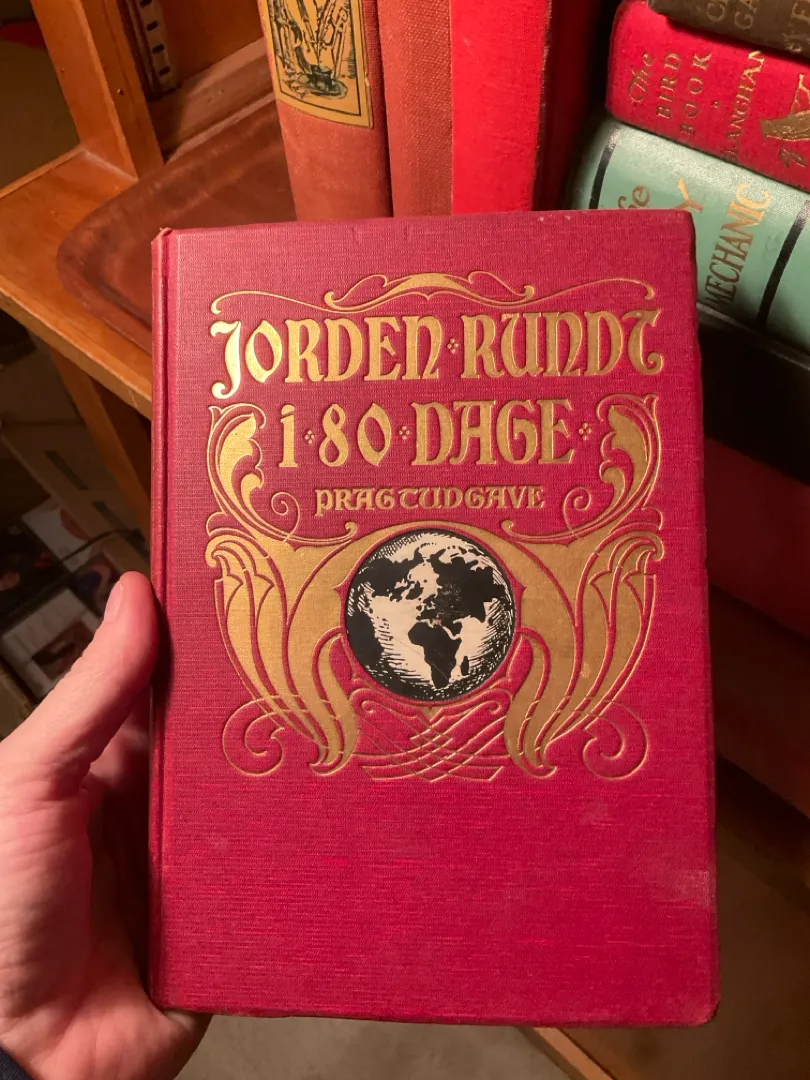 JORDEN · RUNDT
i · 80 · DAGE ·
PRAGTUDGAVE
The
BIRD
BOOK
MECHANIC